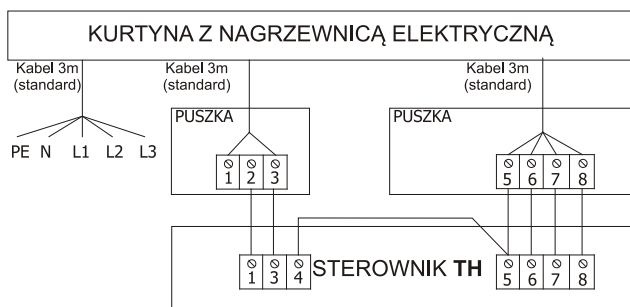 KURTYNA Z NAGRZEWNICĄ ELEKTRYCZNĄ
Kabel 3m
(standard)
Kabel 3m
(standard)
Kabel 3m
(standard)
PUSZKA
PUSZKA
PE N L1 L2 L3
1 2 3
5 6 7 8
1 3 4
STEROWNIK TH
5 6 7 8